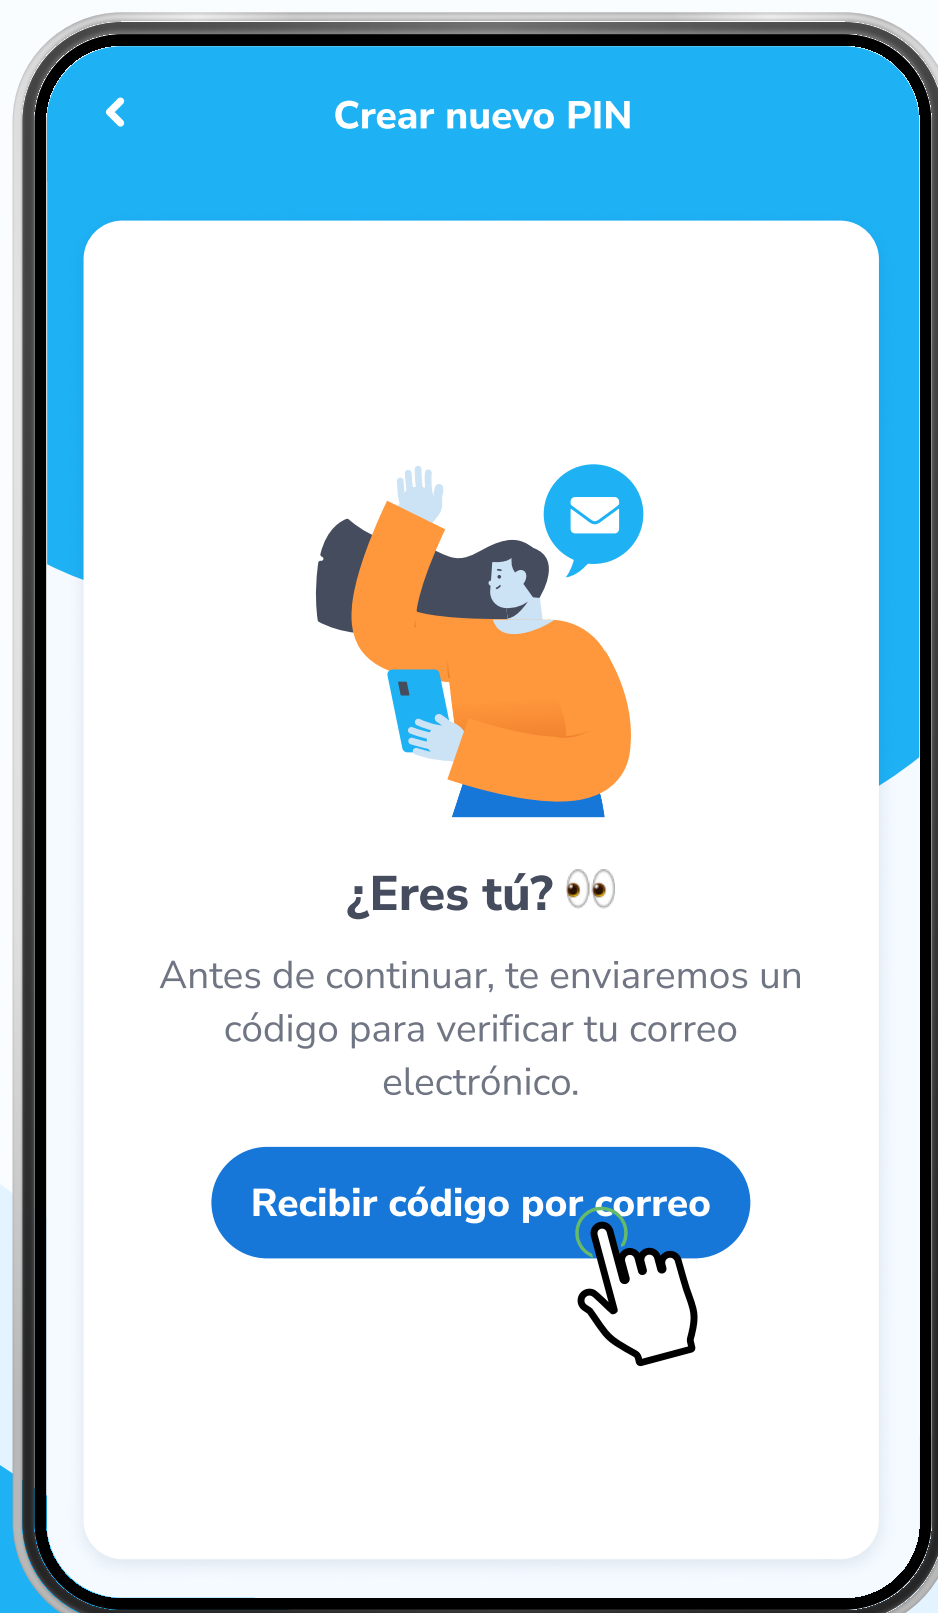 Crear nuevo PIN
¿Eres tú? 👀
Antes de continuar, te enviaremos un
código para verificar tu correo
electrónico.
Recibir código por correo